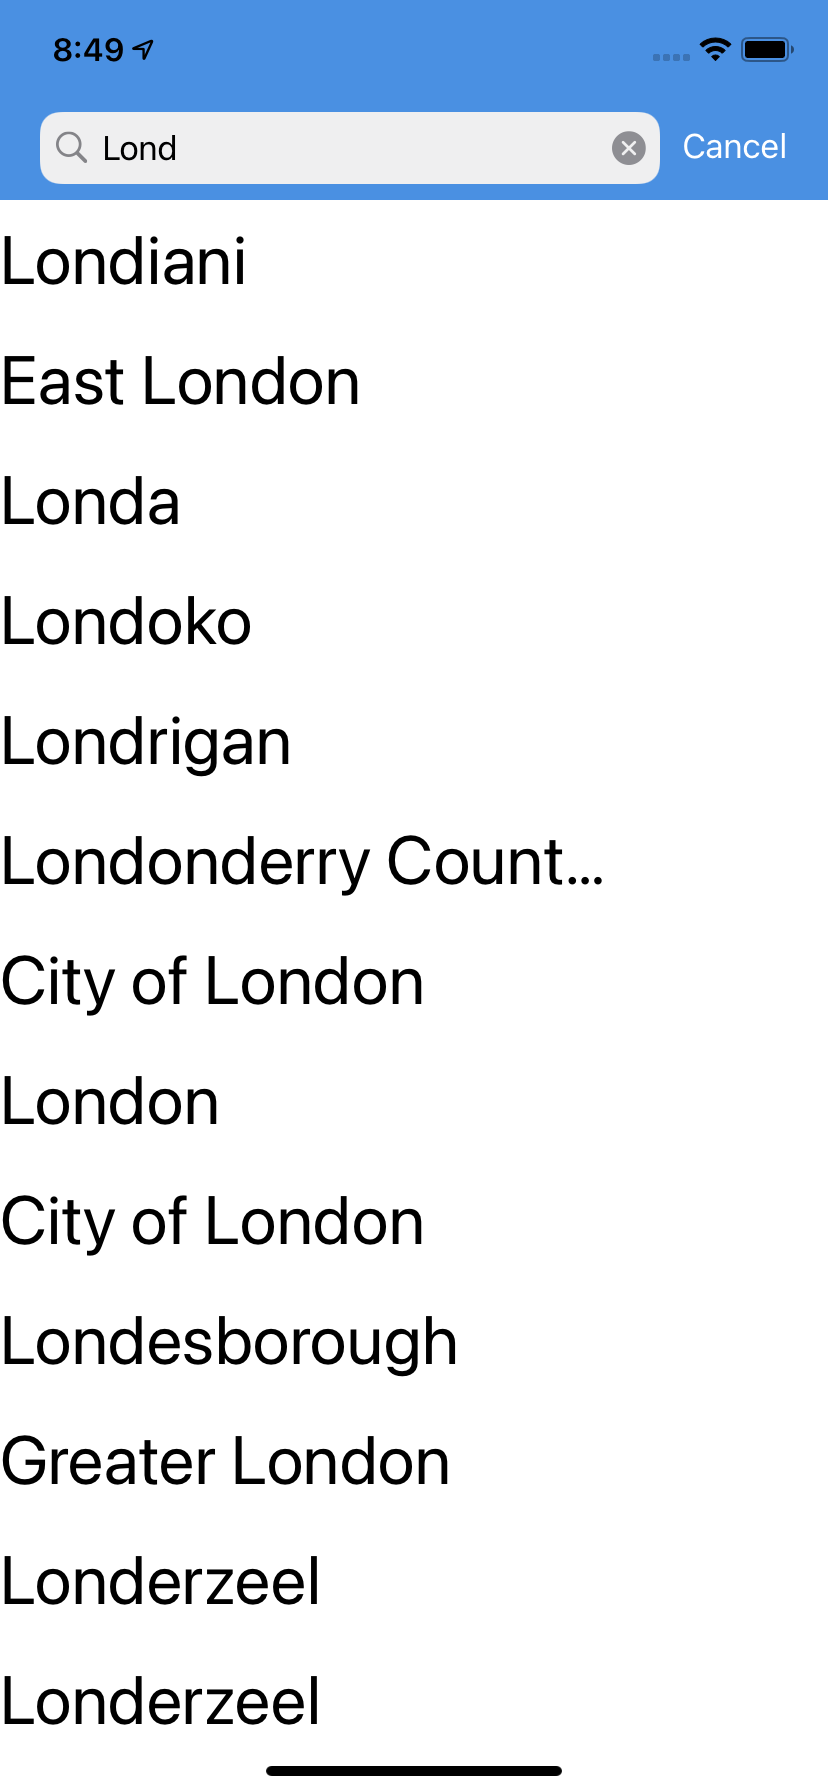 8:49
Lond
Cancel
Londiani
East London
Londa
Londoko
Londrigan
Londonderry Count...
City of London
London
City of London
Londesborough
Greater London
Londerzeel
Londerzeel